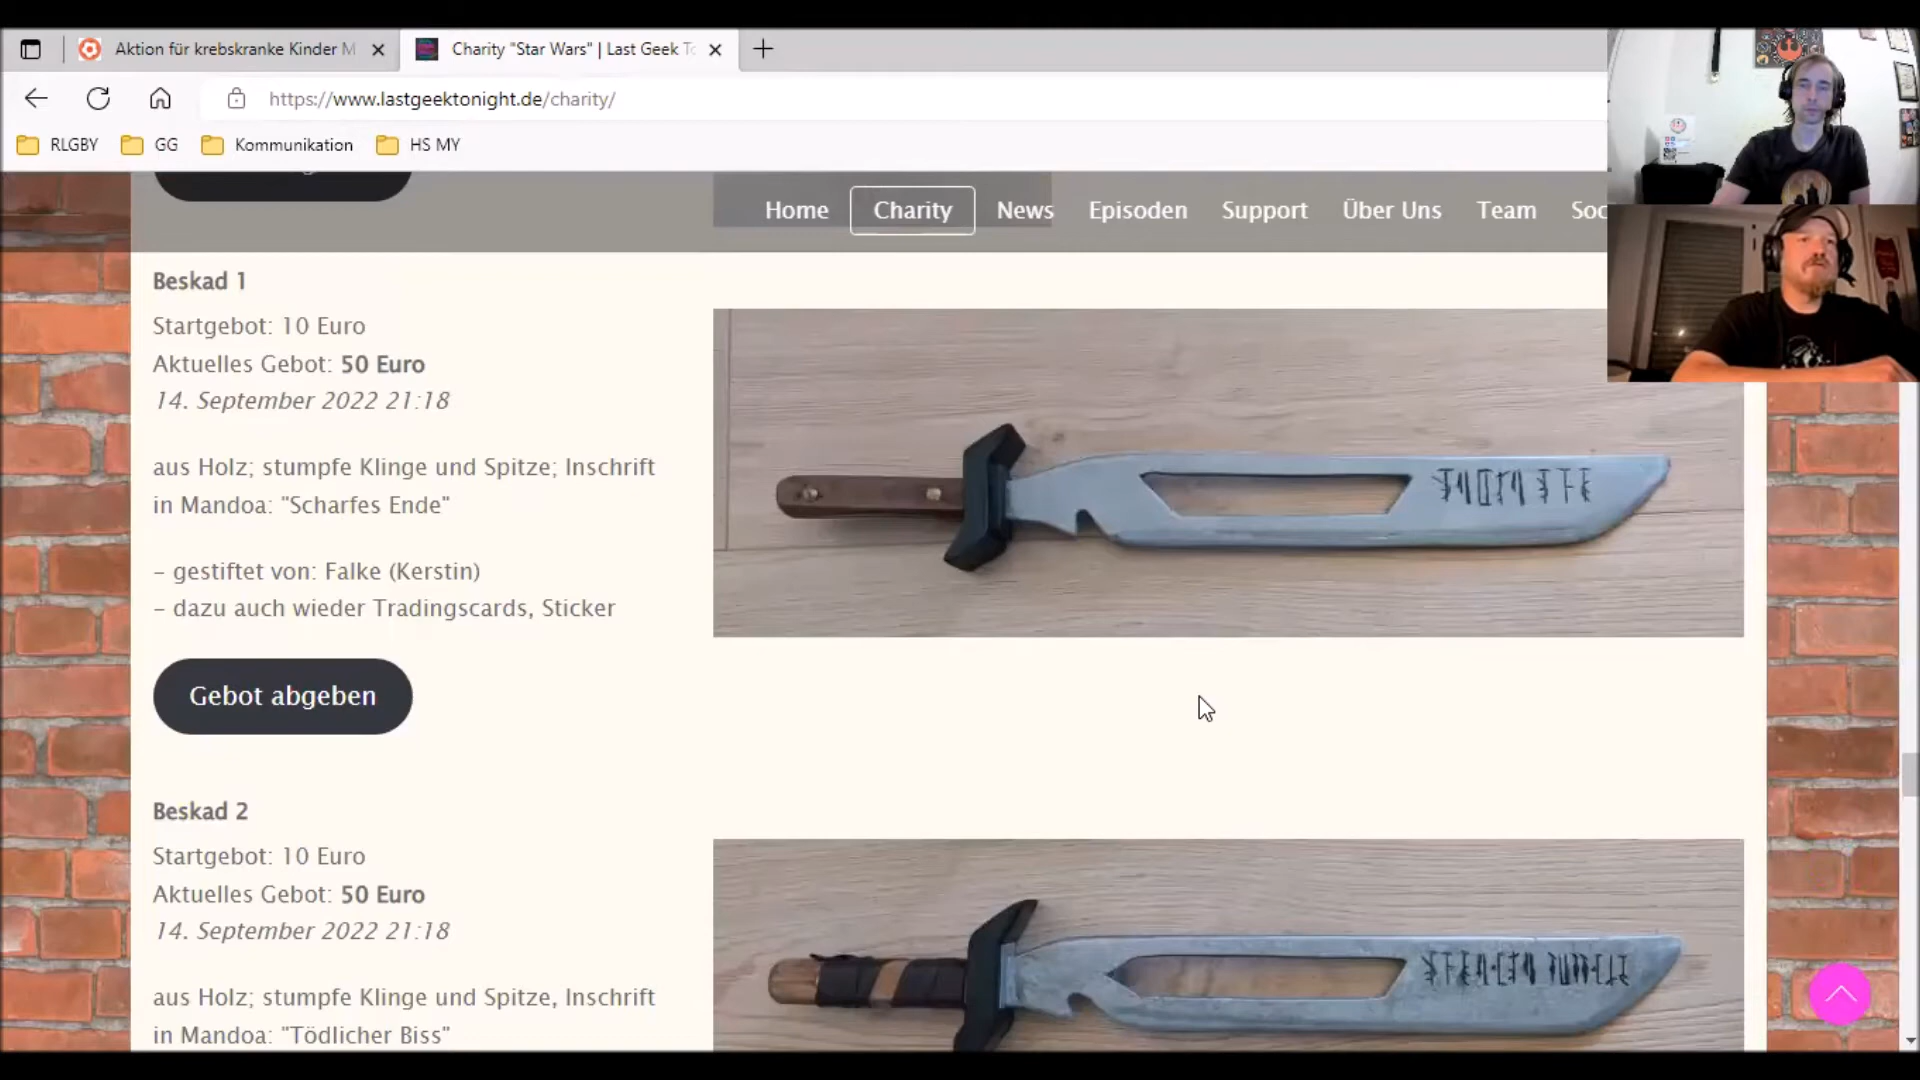 Aktion für krebskranke Kinder M
Charity "Star Wars" | Last Geek To
https://www.lastgeektonight.de/charity/
RLGBY
GG
Kommunikation
HS MY
Home
Charity
News
Episoden
Support
Über Uns
Team
Soc
Beskad 1
Startgebot: 10 Euro
Aktuelles Gebot: 50 Euro
14. September 2022 21:18
aus Holz; stumpfe Klinge und Spitze; Inschrift
in Mandoa: "Scharfes Ende"
– gestiftet von: Falke (Kerstin)
– dazu auch wieder Tradingscards, Sticker
Gebot abgeben
Beskad 2
Startgebot: 10 Euro
Aktuelles Gebot: 50 Euro
14. September 2022 21:18
aus Holz; stumpfe Klinge und Spitze, Inschrift
in Mandoa: "Tödlicher Biss"